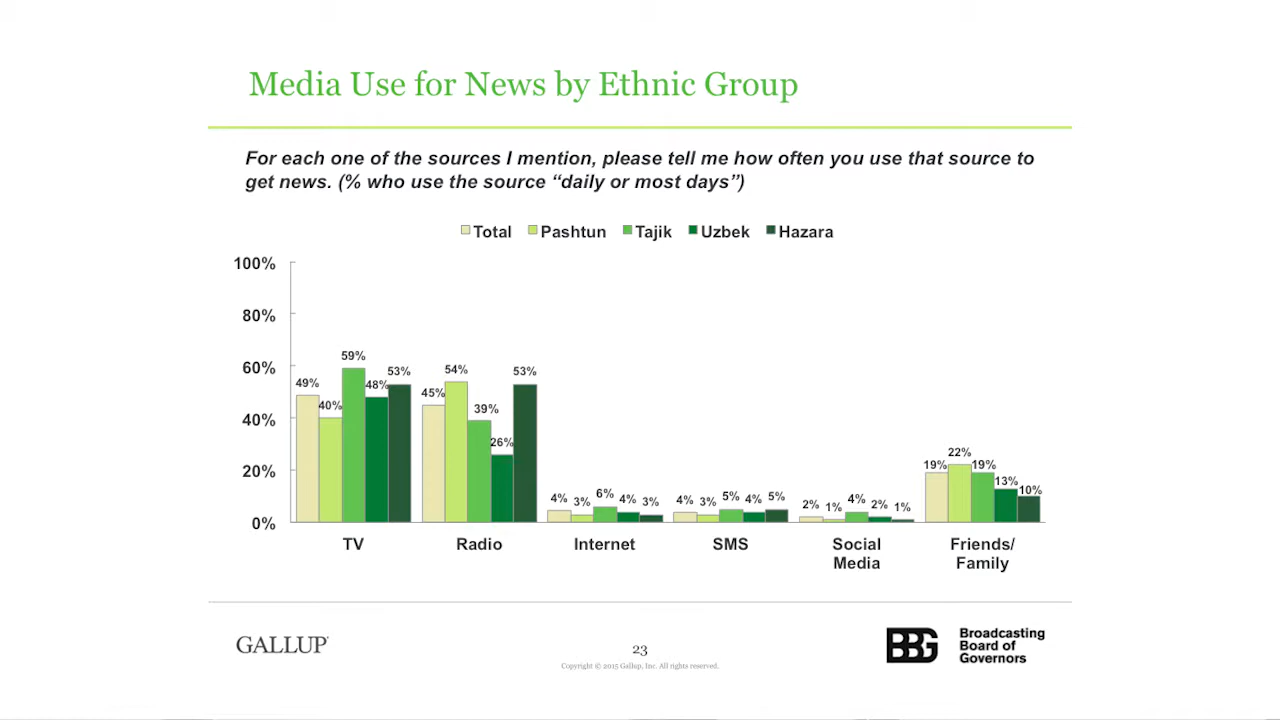 Media Use for News by Ethnic Group
For each one of the sources I mention, please tell me how often you use that source to
get news. (% who use the source “daily or most days”)
Total Pashtun Tajik Uzbek Hazara
100%
80%
60%
40%
20%
0%
49% 40% 59% 48% 53%
45% 54% 39% 26% 53%
4% 3% 6% 4% 3%
4% 3% 5% 4% 5%
2% 1% 4% 2% 1%
19% 22% 19% 13% 10%
TV Radio Internet SMS Social Media Friends/ Family
GALLUP
23
Copyright © 2015 Gallup, Inc. All rights reserved.
BBG
Broadcasting
Board of
Governors